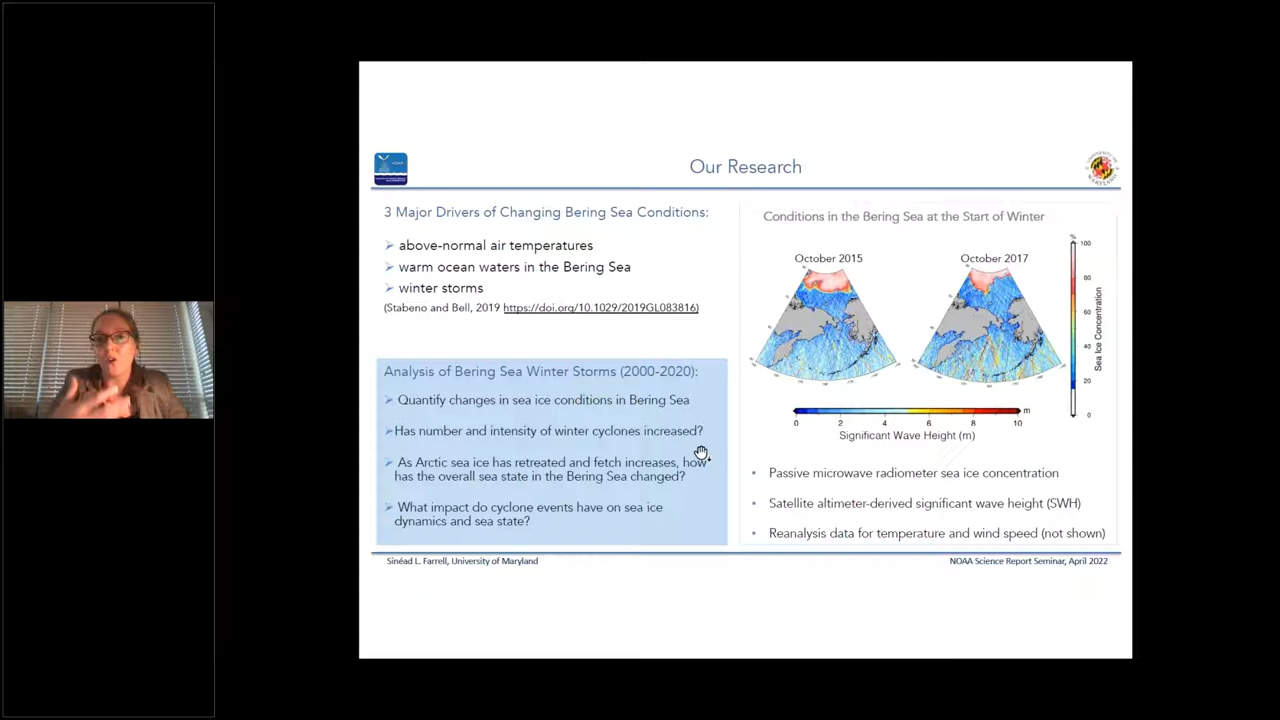 Our Research
NOAA
UNIVERSITY OF
MARYLAND
3 Major Drivers of Changing Bering Sea Conditions:
above-normal air temperatures
warm ocean waters in the Bering Sea
winter storms
(Stabeno and Bell, 2019 https://doi.org/10.1029/2019GL083816)
Analysis of Bering Sea Winter Storms (2000-2020):
Quantify changes in sea ice conditions in Bering Sea
Has number and intensity of winter cyclones increased?
As Arctic sea ice has retreated and fetch increases, how
has the overall sea state in the Bering Sea changed?
What impact do cyclone events have on sea ice
dynamics and sea state?
Conditions in the Bering Sea at the Start of Winter
October 2015
October 2017
%
100
80
60
40
20
0
Sea Ice Concentration
m
0 2 4 6 8 10
Significant Wave Height (m)
• Passive microwave radiometer sea ice concentration
• Satellite altimeter-derived significant wave height (SWH)
• Reanalysis data for temperature and wind speed (not shown)
Sinéad L. Farrell, University of Maryland
NOAA Science Report Seminar, April 2022